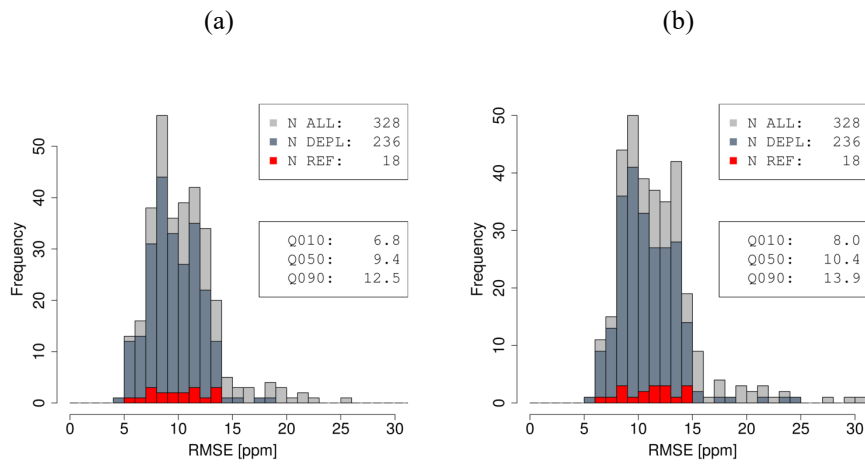 (a)
(b)
N ALL: 328
N DEPL: 236
N REF: 18
Q010: 6.8
Q050: 9.4
Q090: 12.5
Frequency
0 10 20 30 40 50
0 5 10 15 20 25 30
RMSE [ppm]
N ALL: 328
N DEPL: 236
N REF: 18
Q010: 8.0
Q050: 10.4
Q090: 13.9
Frequency
0 10 20 30 40 50
0 5 10 15 20 25 30
RMSE [ppm]